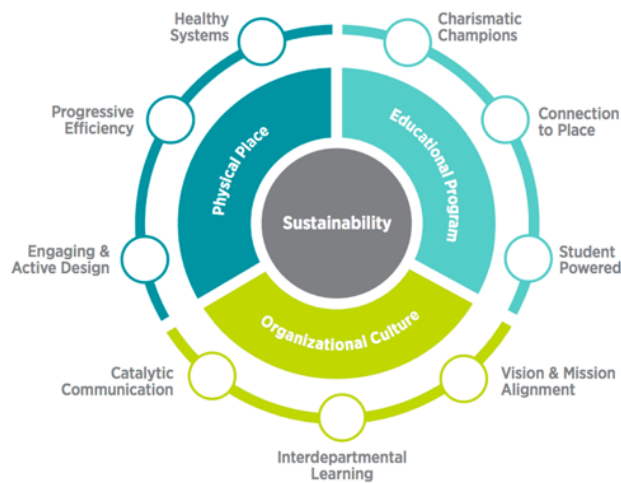 Healthy
Systems
Charismatic
Champions
Progressive
Efficiency
Connection
to Place
Physical Place
Educational Program
Sustainability
Engaging &
Active Design
Student
Powered
Organizational Culture
Catalytic
Communication
Vision & Mission
Alignment
Interdepartmental
Learning